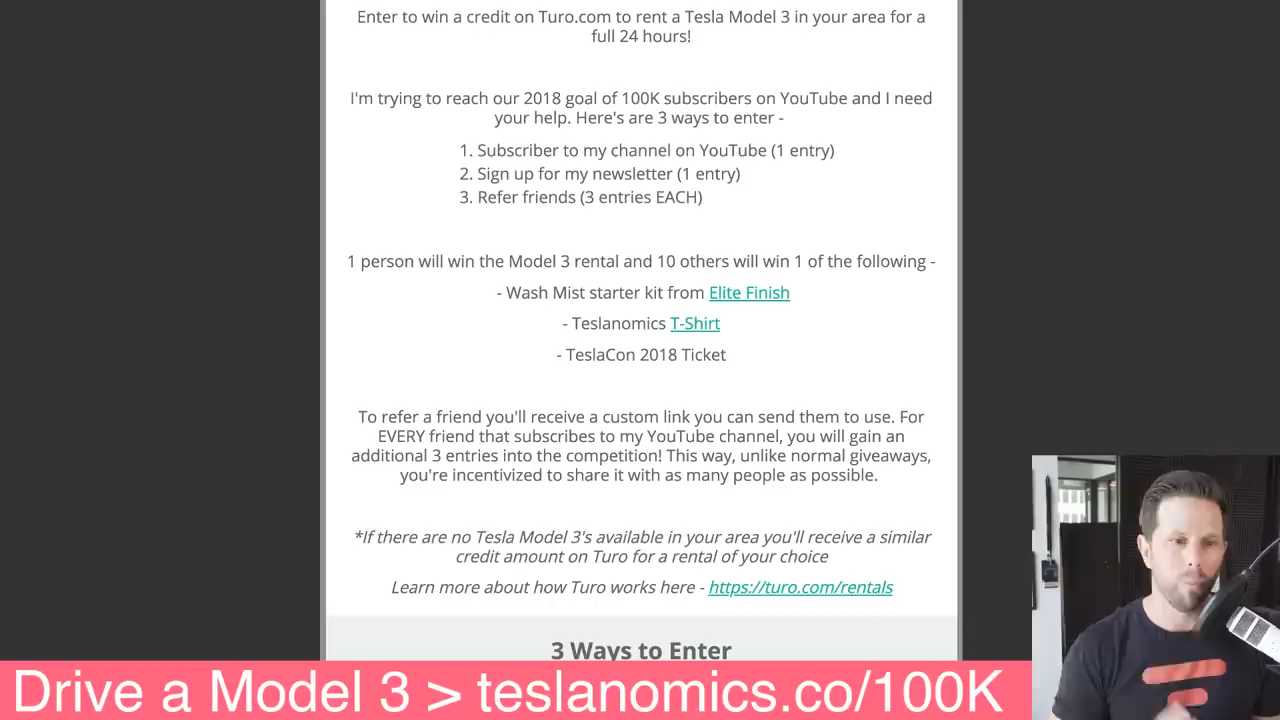 Enter to win a credit on Turo.com to rent a Tesla Model 3 in your area for a
full 24 hours!
I'm trying to reach our 2018 goal of 100K subscribers on YouTube and I need
your help. Here's are 3 ways to enter -
1. Subscriber to my channel on YouTube (1 entry)
2. Sign up for my newsletter (1 entry)
3. Refer friends (3 entries EACH)
1 person will win the Model 3 rental and 10 others will win 1 of the following -
- Wash Mist starter kit from Elite Finish
- Teslanomics T-Shirt
- TeslaCon 2018 Ticket
To refer a friend you'll receive a custom link you can send them to use. For
EVERY friend that subscribes to my YouTube channel, you will gain an
additional 3 entries into the competition! This way, unlike normal giveaways,
you're incentivized to share it with as many people as possible.
*If there are no Tesla Model 3's available in your area you'll receive a similar
credit amount on Turo for a rental of your choice
Learn more about how Turo works here - https://turo.com/rentals
3 Ways to Enter
Drive a Model 3 > teslanomics.co/100K